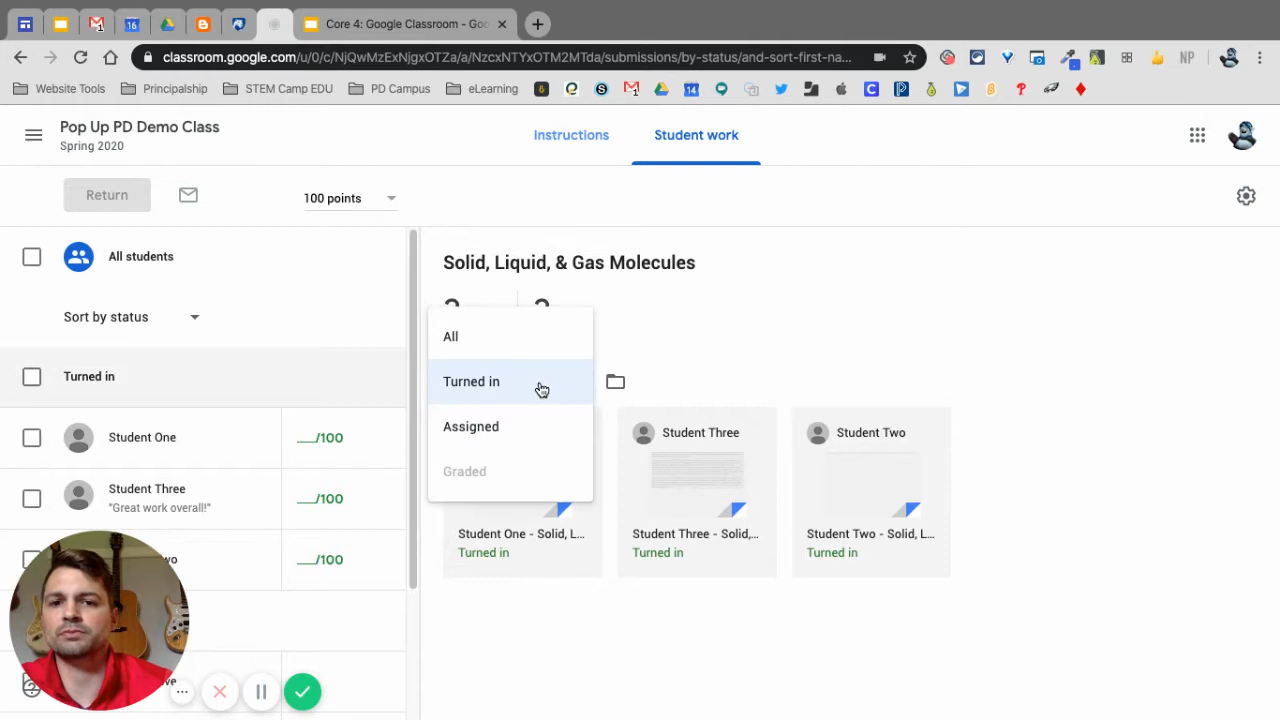 Core 4: Google Classroom - Goo
classroom.google.com/u/0/c/NjQwMzExNjgxOTZa/a/NzcxNTYxOTM2MTda/submissions/by-status/and-sort-first-na...
NP
Website Tools
Principalship
STEM Camp EDU
PD Campus
eLearning
Pop Up PD Demo Class
Spring 2020
Instructions
Student work
Return
100 points
All students
Solid, Liquid, & Gas Molecules
Sort by status
All
Turned in
Turned in
Assigned
Graded
Student One
___/100
Student Three
"Great work overall!"
___/100
___/100
Student Three
Student Two
Student One - Solid, L...
Turned in
Student Three - Solid,...
Turned in
Student Two - Solid, L...
Turned in